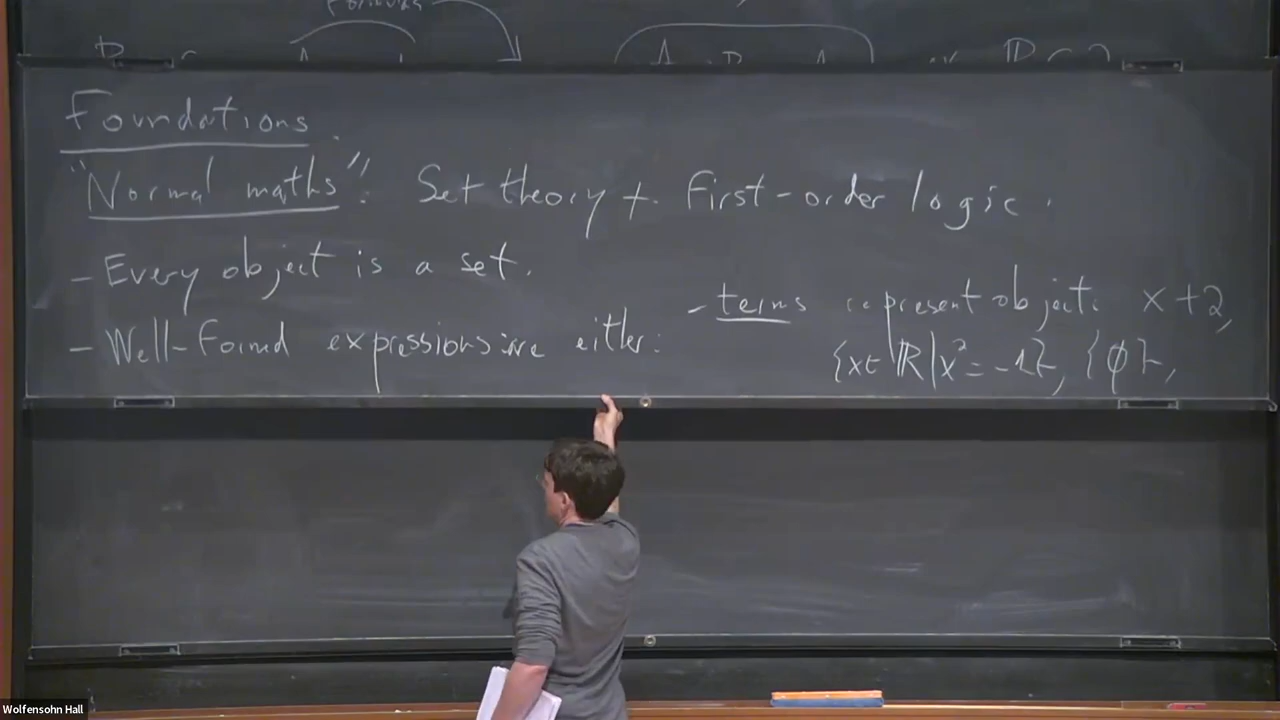 Foundations.
"Normal maths": Set theory + First-order logic.
- Every object is a set.
- Well-formed expressions are either:
- terms represent objects x+2,
{x∈ℝ|x²=-1}, {∅},
Wolfensohn Hall